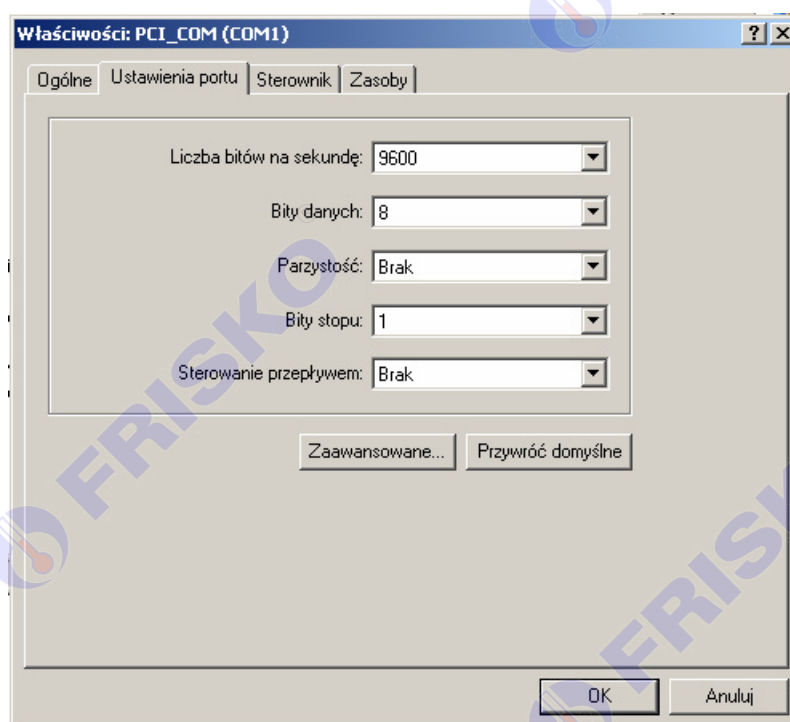 Właściwości: PCI_COM (COM1)
Ogólne Ustawienia portu Sterownik Zasoby
Liczba bitów na sekundę: 9600
Bity danych: 8
Parzystość: Brak
Bity stopu: 1
Sterowanie przepływem: Brak
Zaawansowane... Przywróć domyślne
OK Anuluj
FRISKO
FRISKO